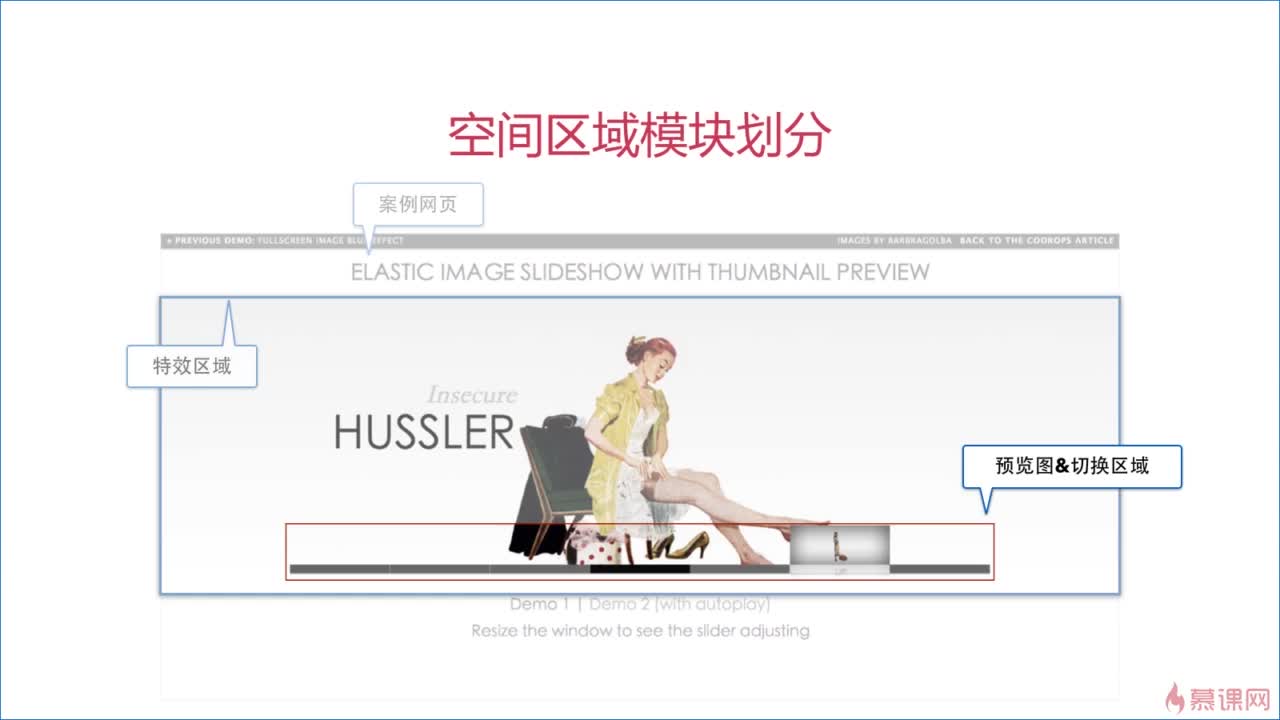 空间区域模块划分
案例网页
« PREVIOUS DEMO: FULLSCREEN IMAGE BLUR EFFECT
IMAGES BY BARBRAGOLBA BACK TO THE CODROPS ARTICLE
ELASTIC IMAGE SLIDESHOW WITH THUMBNAIL PREVIEW
特效区域
Insecure
HUSSLER
预览图&切换区域
Demo 1 | Demo 2 (with autoplay)
Resize the window to see the slider adjusting
慕课网